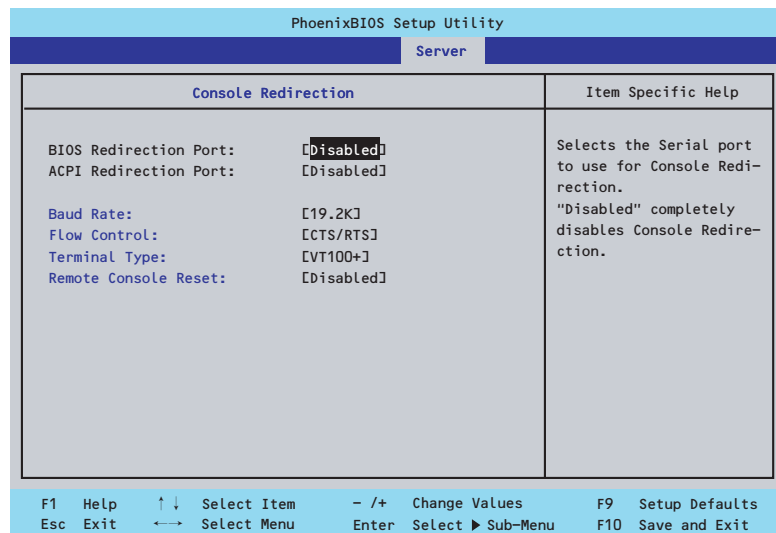 PhoenixBIOS Setup Utility
Server
Console Redirection
BIOS Redirection Port: [Disabled]
ACPI Redirection Port: [Disabled]
Baud Rate: [19.2K]
Flow Control: [CTS/RTS]
Terminal Type: [VT100+]
Remote Console Reset: [Disabled]
Item Specific Help
Selects the Serial port
to use for Console Redi-
rection.
"Disabled" completely
disables Console Redire-
ction.
F1 Help ↑↓ Select Item - /+ Change Values F9 Setup Defaults
Esc Exit ←→ Select Menu Enter Select ▶ Sub-Menu F10 Save and Exit